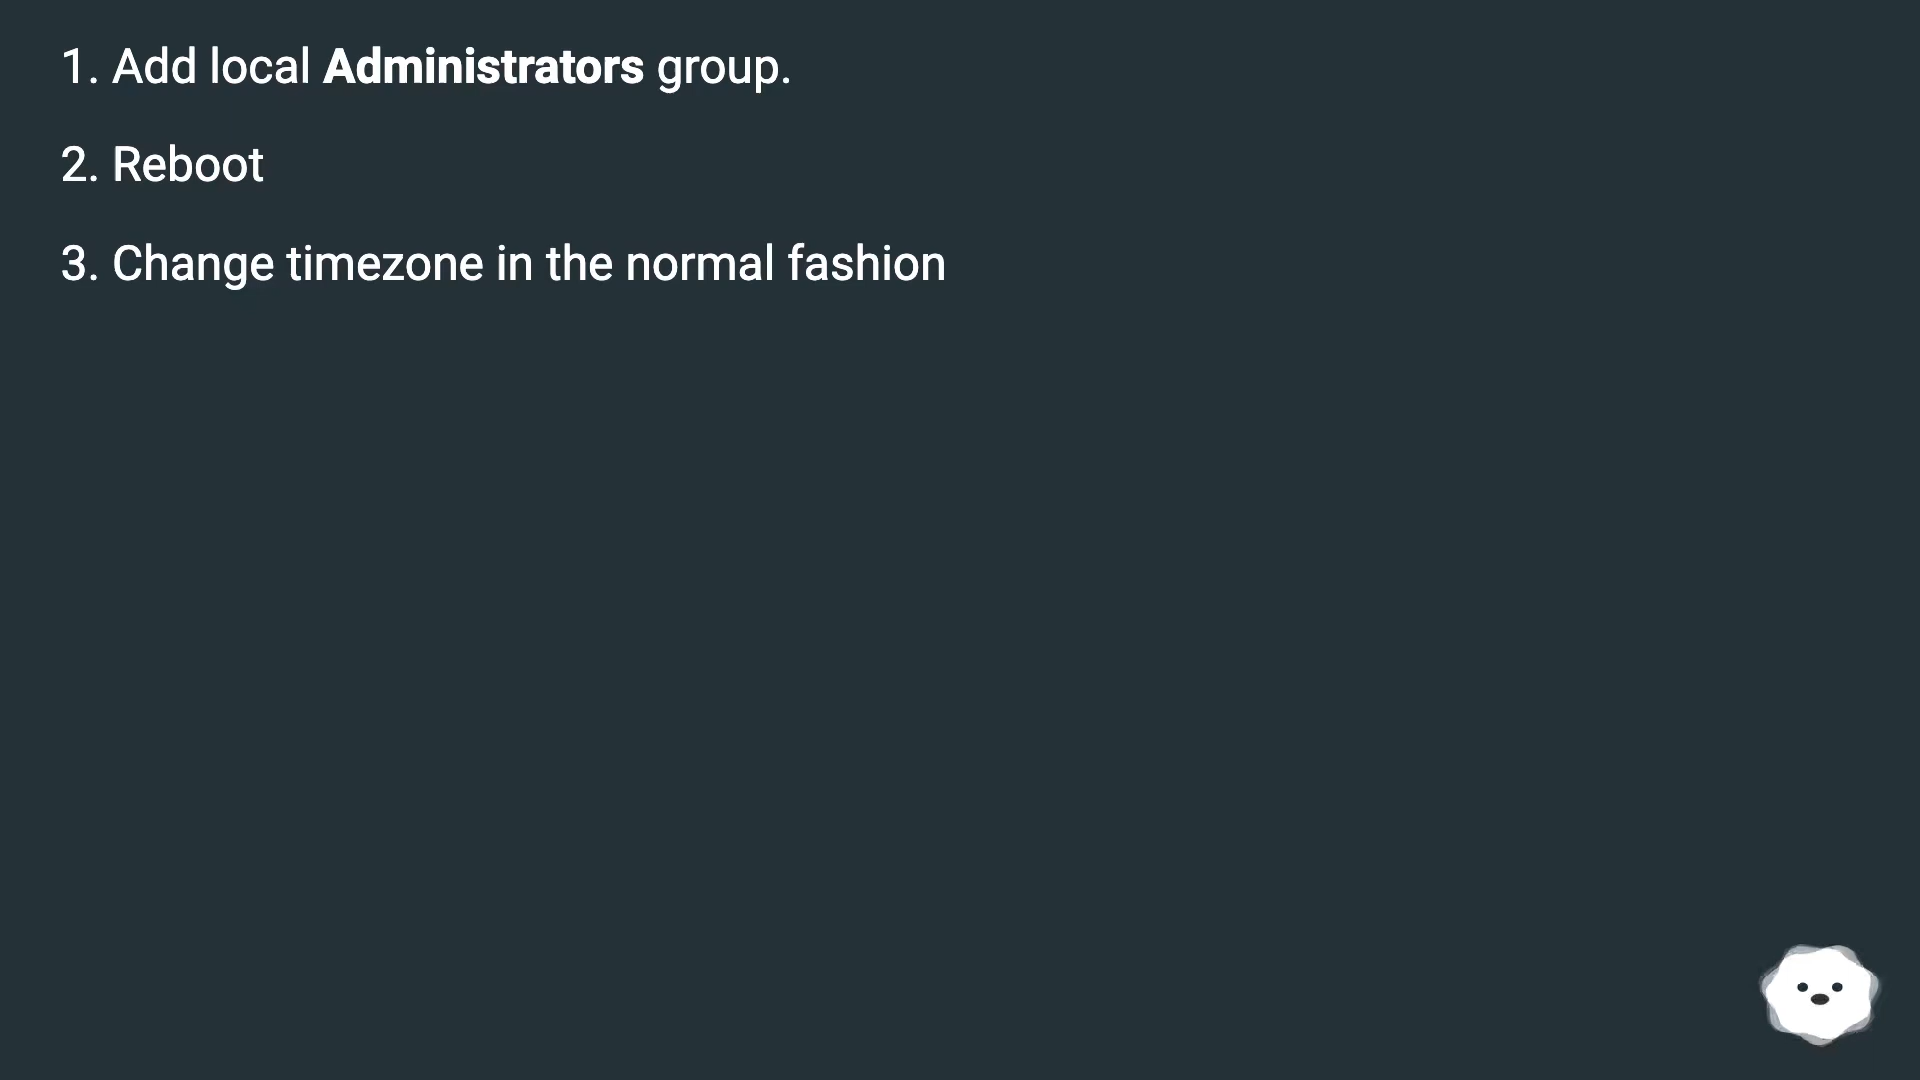 1. Add local Administrators group.
2. Reboot
3. Change timezone in the normal fashion